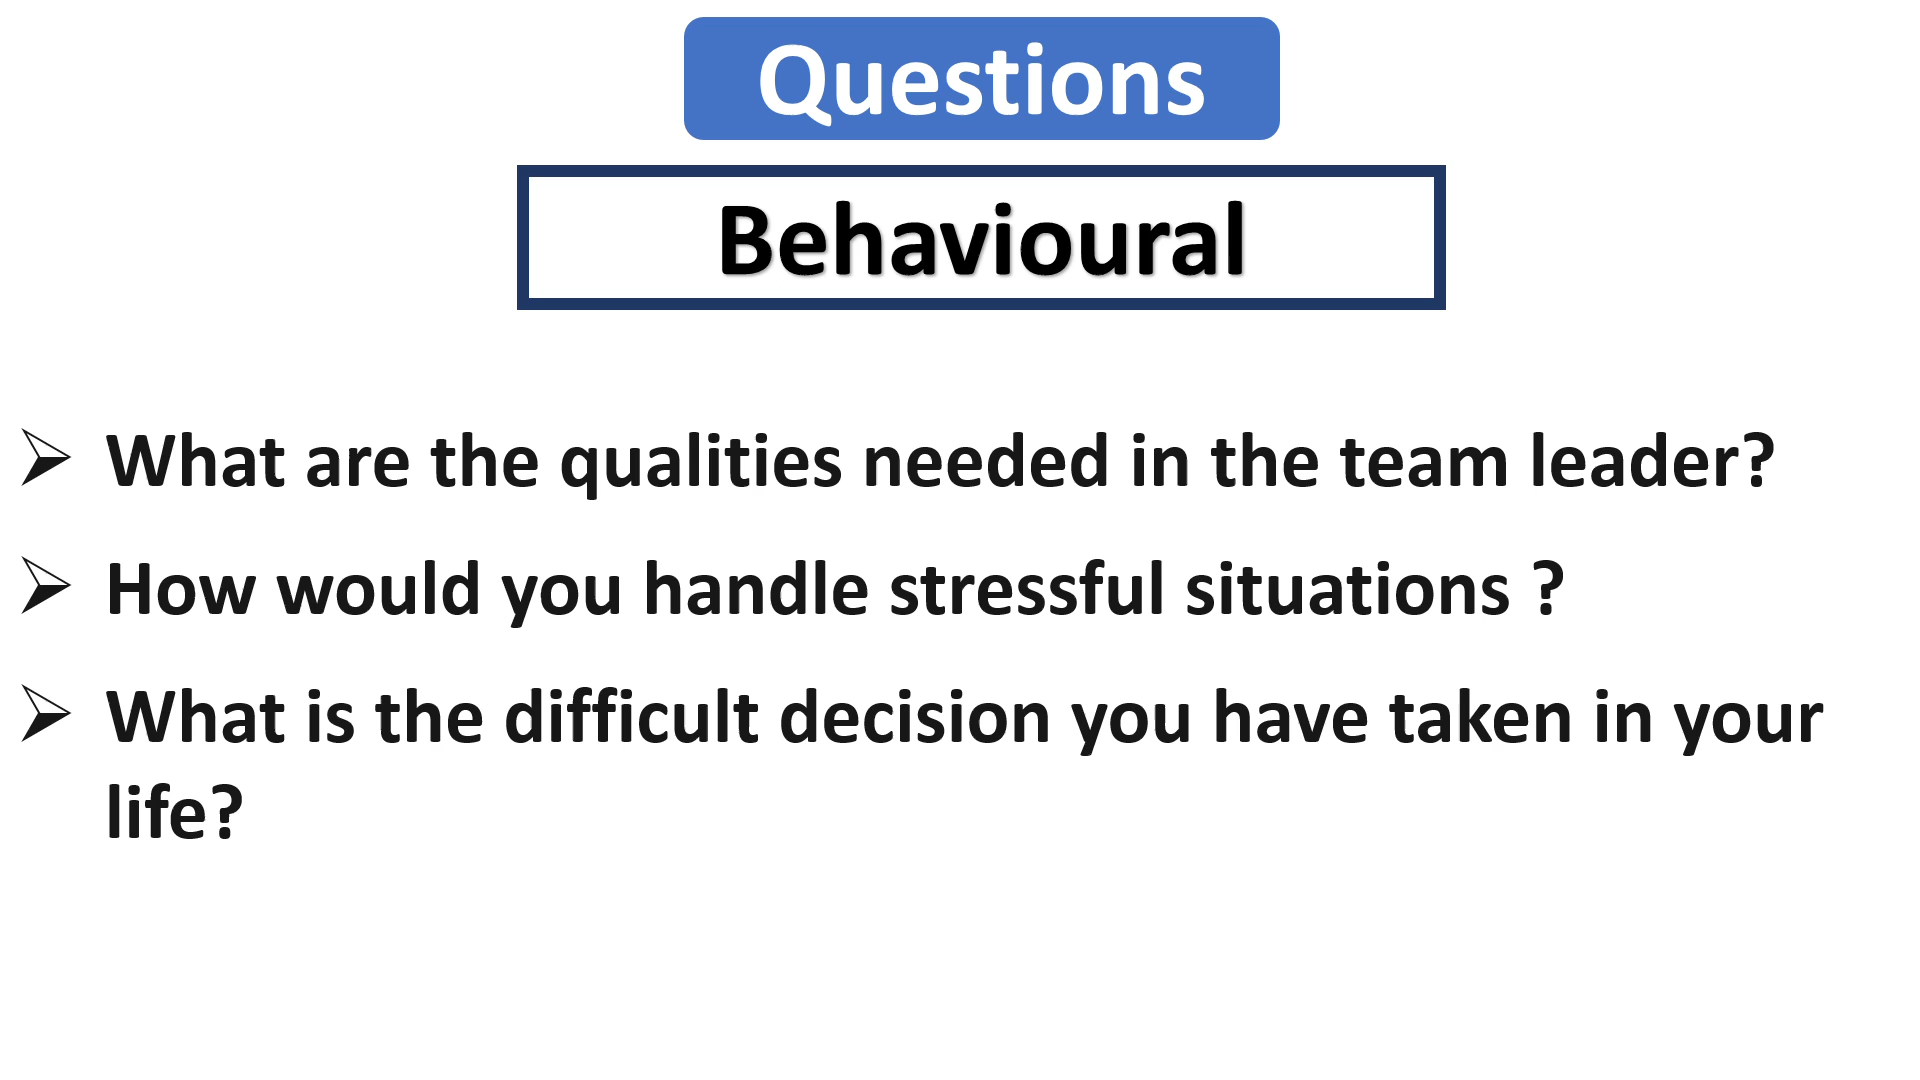 Questions
Behavioural
What are the qualities needed in the team leader?
How would you handle stressful situations ?
What is the difficult decision you have taken in your
life?